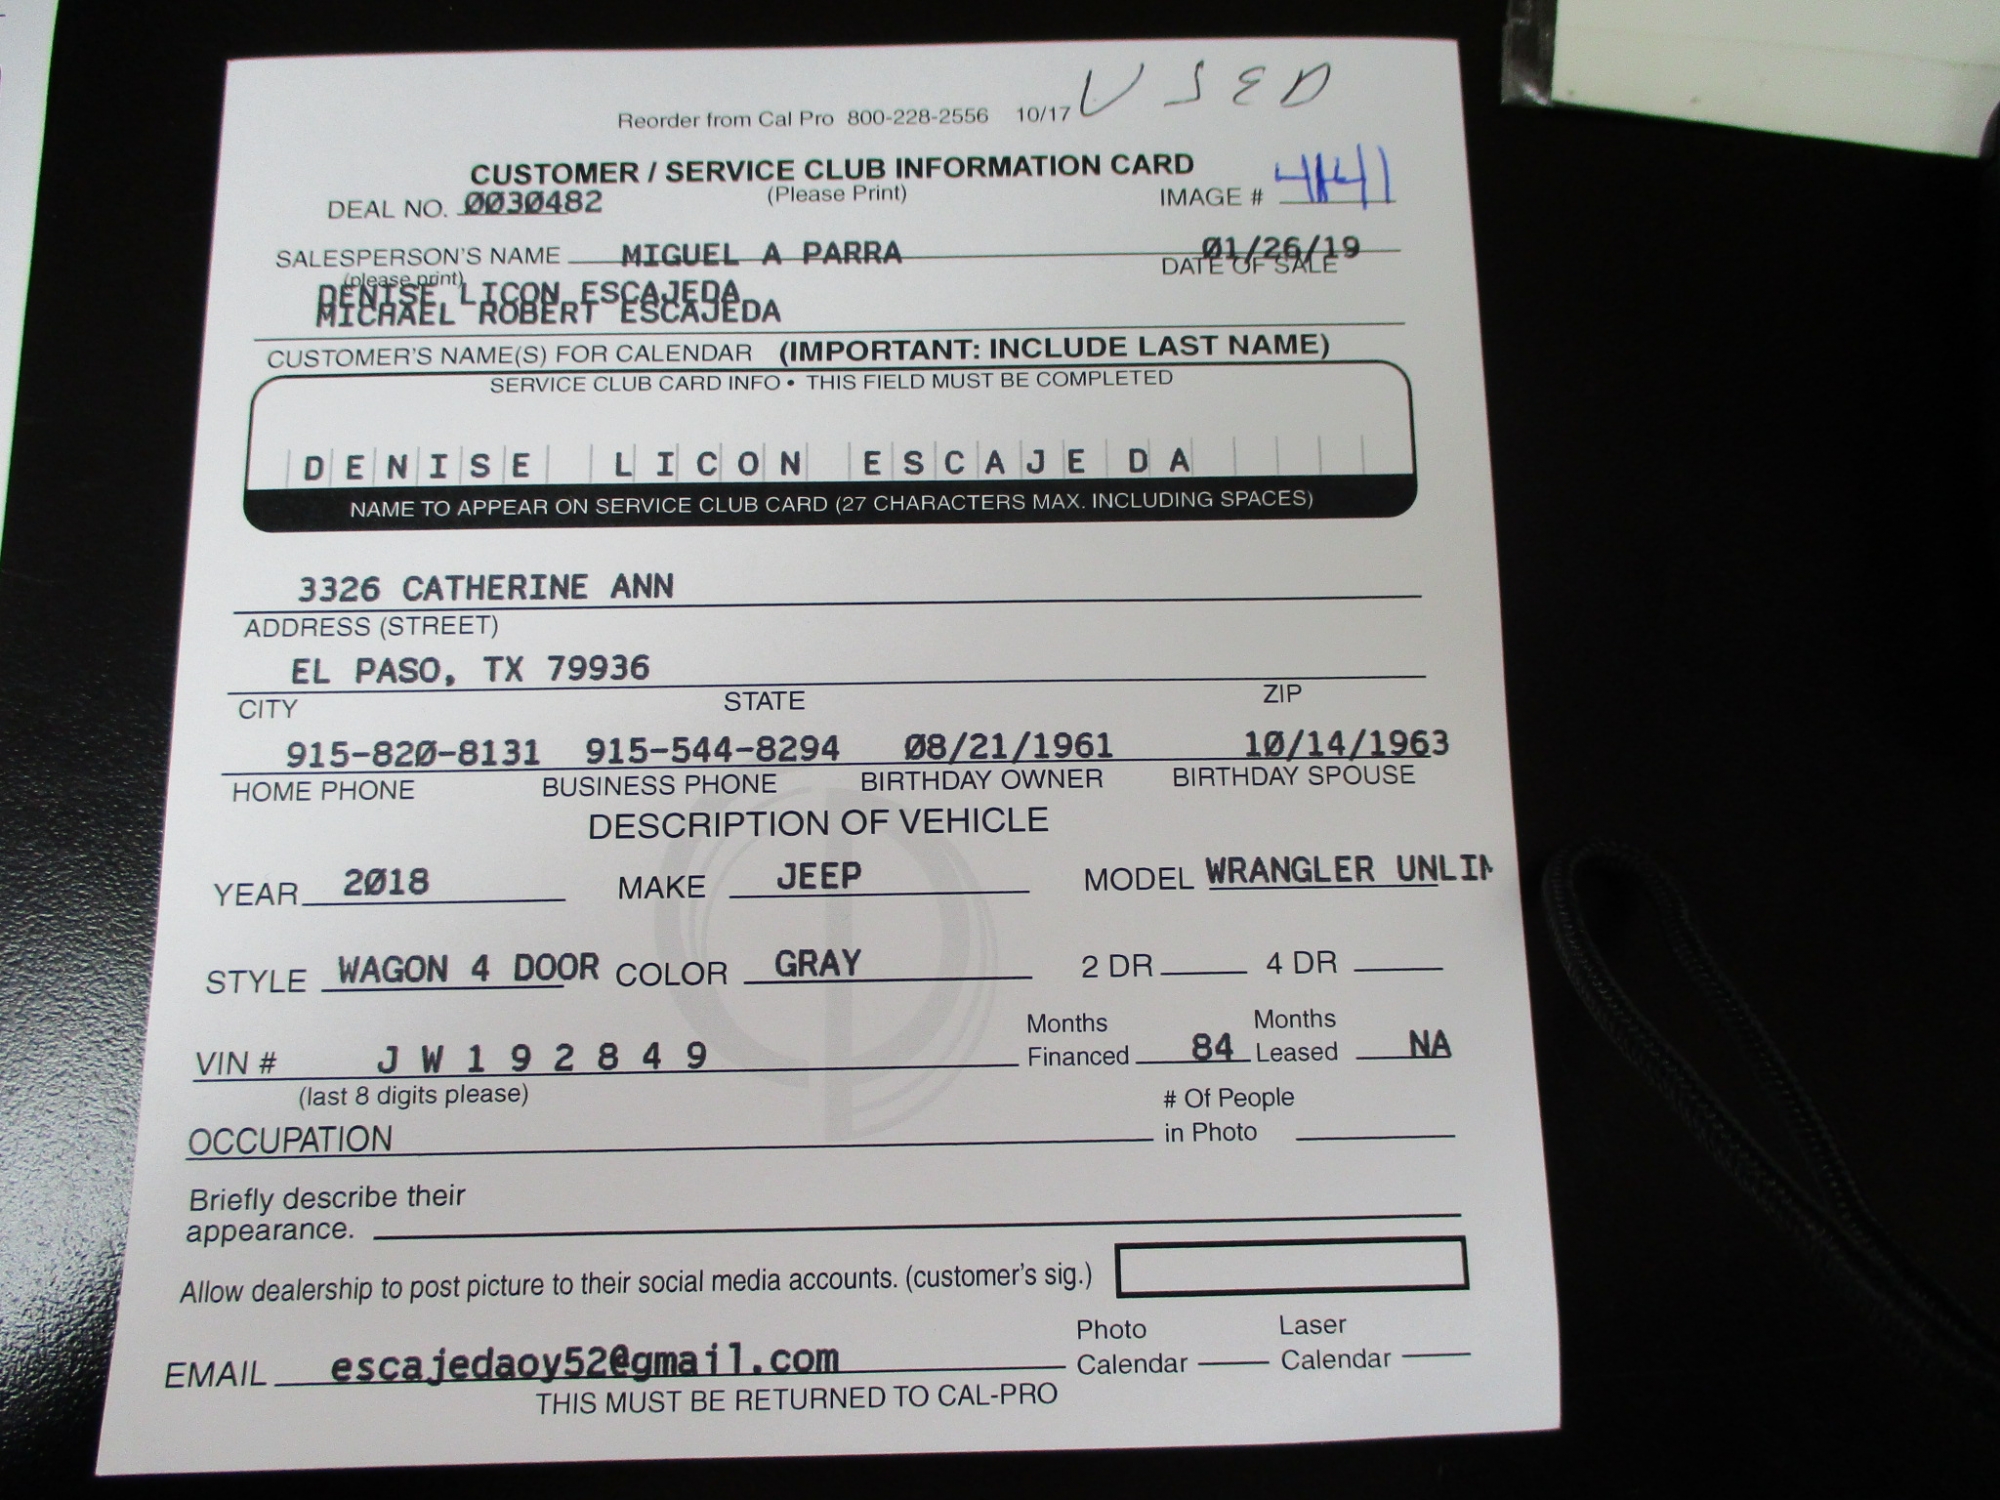 USED
Reorder from Cal Pro 800-228-2556 10/17
CUSTOMER / SERVICE CLUB INFORMATION CARD
(Please Print)
DEAL NO. 0030482
IMAGE #
SALESPERSON'S NAME MIGUEL A PARRA
(please print)
01/26/19
DATE OF SALE
DENISE LICON ESCAJEDA
MICHAEL ROBERT ESCAJEDA
CUSTOMER'S NAME(S) FOR CALENDAR (IMPORTANT: INCLUDE LAST NAME)
SERVICE CLUB CARD INFO • THIS FIELD MUST BE COMPLETED
DENISE LICON ESCAJEDA
NAME TO APPEAR ON SERVICE CLUB CARD (27 CHARACTERS MAX. INCLUDING SPACES)
3326 CATHERINE ANN
ADDRESS (STREET)
EL PASO, TX 79936
CITY STATE ZIP
915-820-8131 915-544-8294 08/21/1961 10/14/1963
HOME PHONE BUSINESS PHONE BIRTHDAY OWNER BIRTHDAY SPOUSE
DESCRIPTION OF VEHICLE
YEAR 2018 MAKE JEEP MODEL WRANGLER UNLIM
STYLE WAGON 4 DOOR COLOR GRAY 2 DR 4 DR
VIN # JW192849 Months Financed 84 Months Leased NA
(last 8 digits please)
OCCUPATION # Of People in Photo
Briefly describe their
appearance.
Allow dealership to post picture to their social media accounts. (customer's sig.)
EMAIL escajedaoy52@gmail.com Photo Calendar Laser Calendar
THIS MUST BE RETURNED TO CAL-PRO